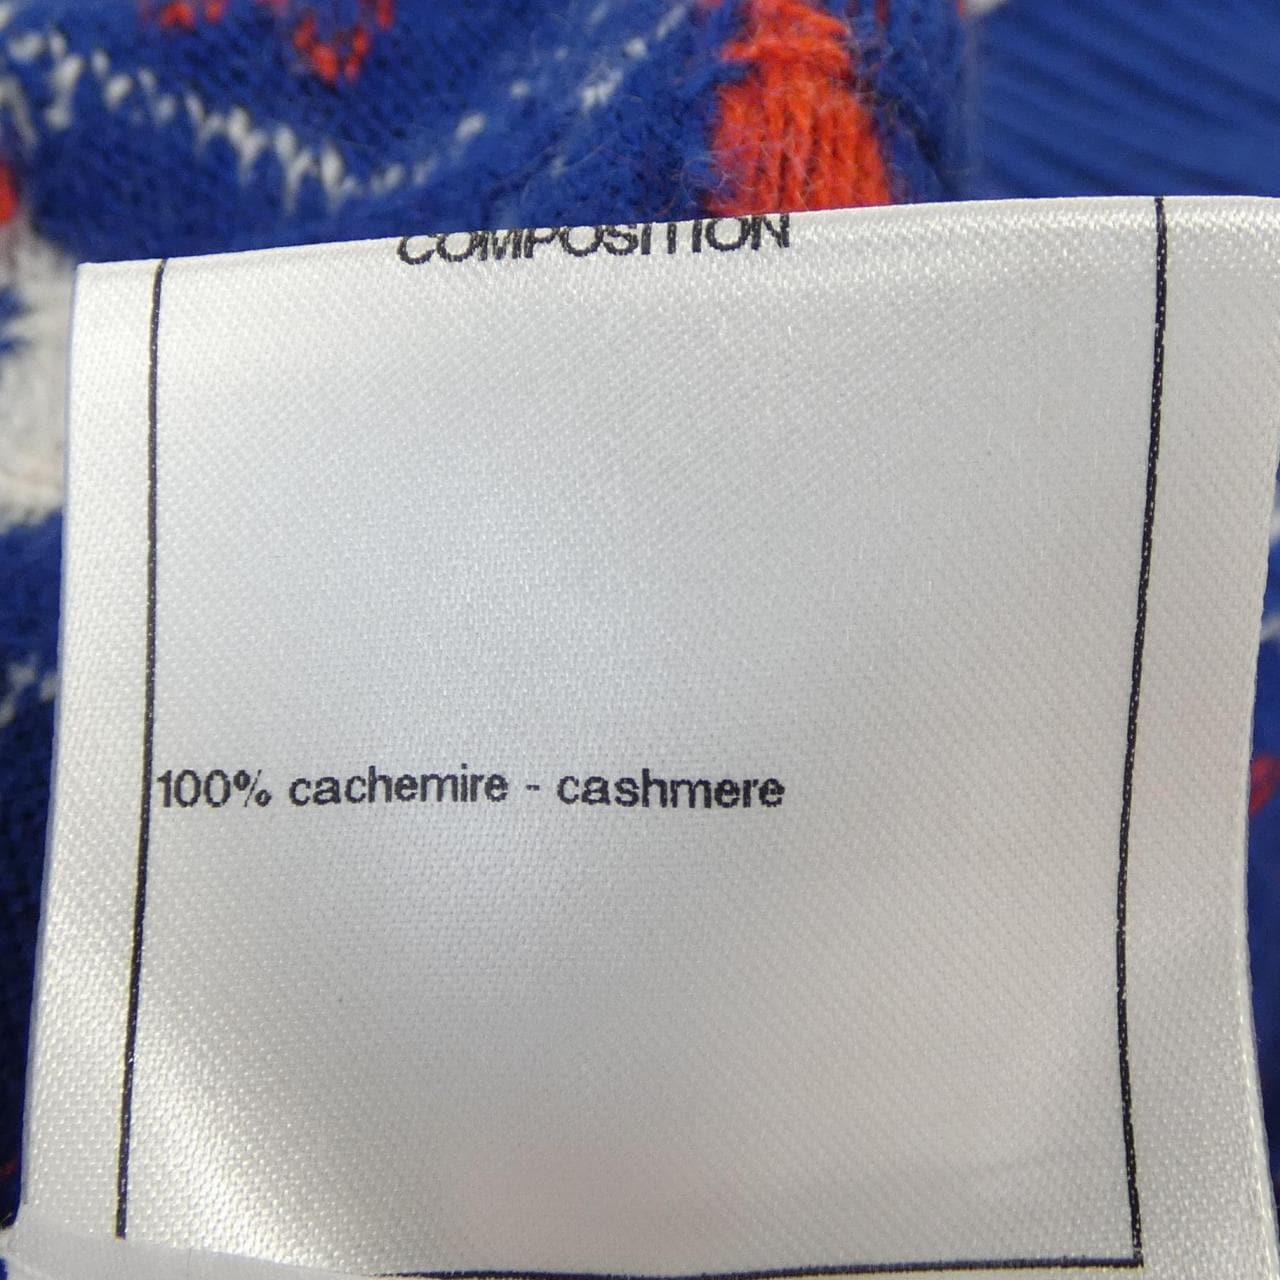 COMPOSITION
100% cachemire - cashmere